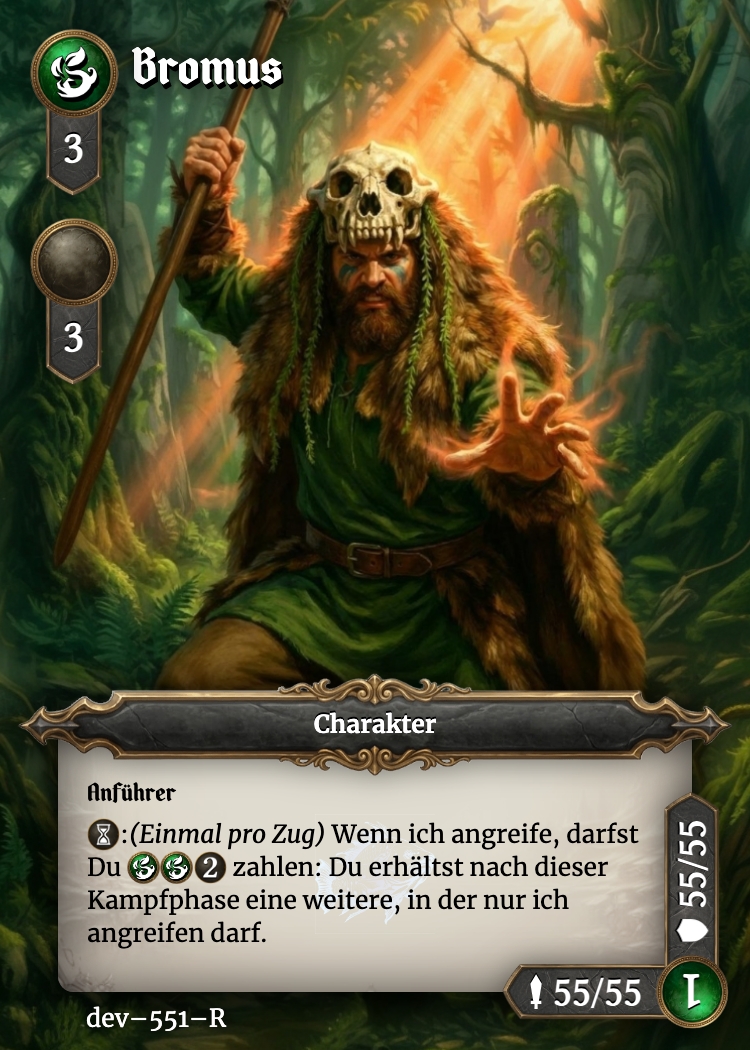 Bromus
3
3
Charakter
Anführer
:(Einmal pro Zug) Wenn ich angreife, darfst
Du 2 zahlen: Du erhältst nach dieser
Kampfphase eine weitere, in der nur ich
angreifen darf.
55/55
55/55
1
dev–551–R